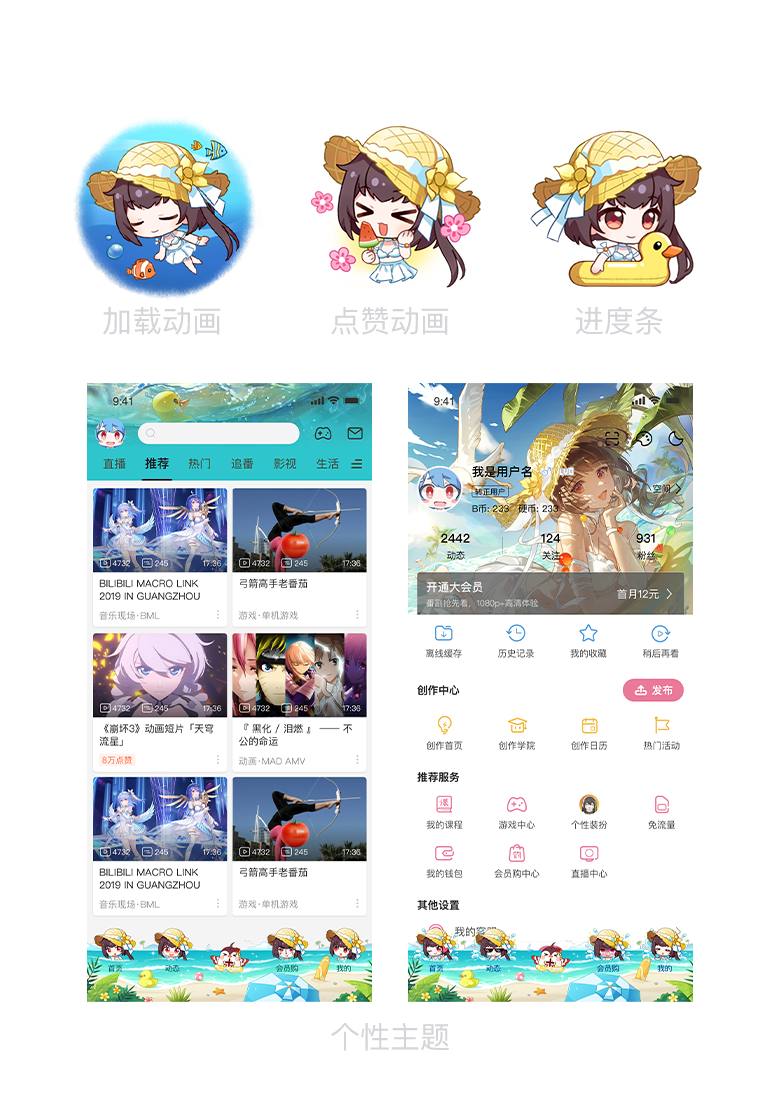 加载动画
点赞动画
进度条
9:41
直播 推荐 热门 追番 影视 生活
4732 245 17:36
4732 245 17:36
BILIBILI MACRO LINK
2019 IN GUANGZHOU
弓箭高手老番茄
音乐现场·BML
游戏·单机游戏
4732 245 17:36
4732 245 17:36
《崩坏3》动画短片「天穹
流星」
『 黑化 / 泪燃 』 —— 不
公的命运
8万点赞
动画·MAD AMV
4732 245 17:36
4732 245 17:36
BILIBILI MACRO LINK
2019 IN GUANGZHOU
弓箭高手老番茄
音乐现场·BML
游戏·单机游戏
首页 动态 会员购 我的
9:41
我是用户名
转正用户
空间
B币: 233 硬币: 233
2442 124 931
动态 关注 粉丝
开通大会员
番剧抢先看，1080p+高清体验
首月12元
离线缓存 历史记录 我的收藏 稍后再看
创作中心
发布
创作首页 创作学院 创作日历 热门活动
推荐服务
我的课程 游戏中心 个性装扮 免流量
我的钱包 会员购中心 直播中心
其他设置
我的客服
首页 动态 会员购 我的
个性主题